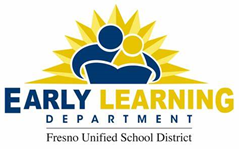 EARLY LEARNING
DEPARTMENT
Fresno Unified School District